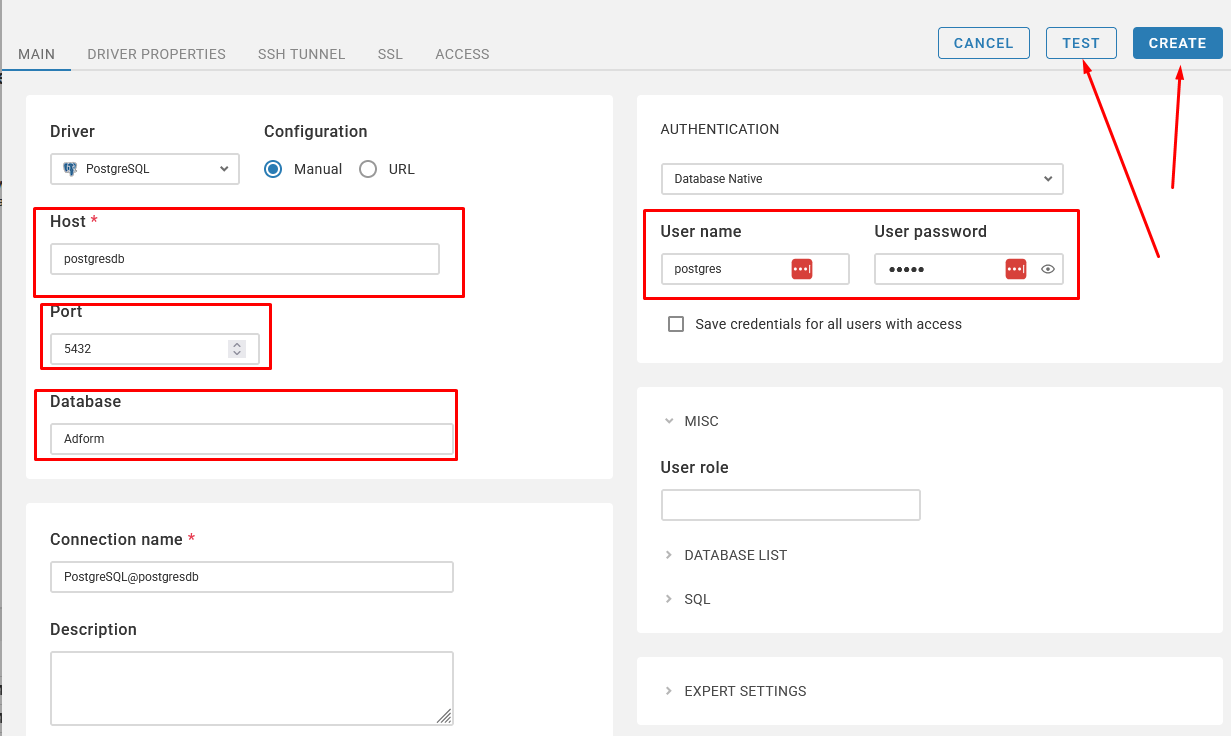 MAIN DRIVER PROPERTIES SSH TUNNEL SSL ACCESS
CANCEL TEST CREATE
Driver Configuration
PostgreSQL Manual URL
Host *
postgresdb
Port
5432
Database
Adform
Connection name *
PostgreSQL@postgresdb
Description
AUTHENTICATION
Database Native
User name User password
postgres •••••
Save credentials for all users with access
MISC
User role
DATABASE LIST
SQL
EXPERT SETTINGS